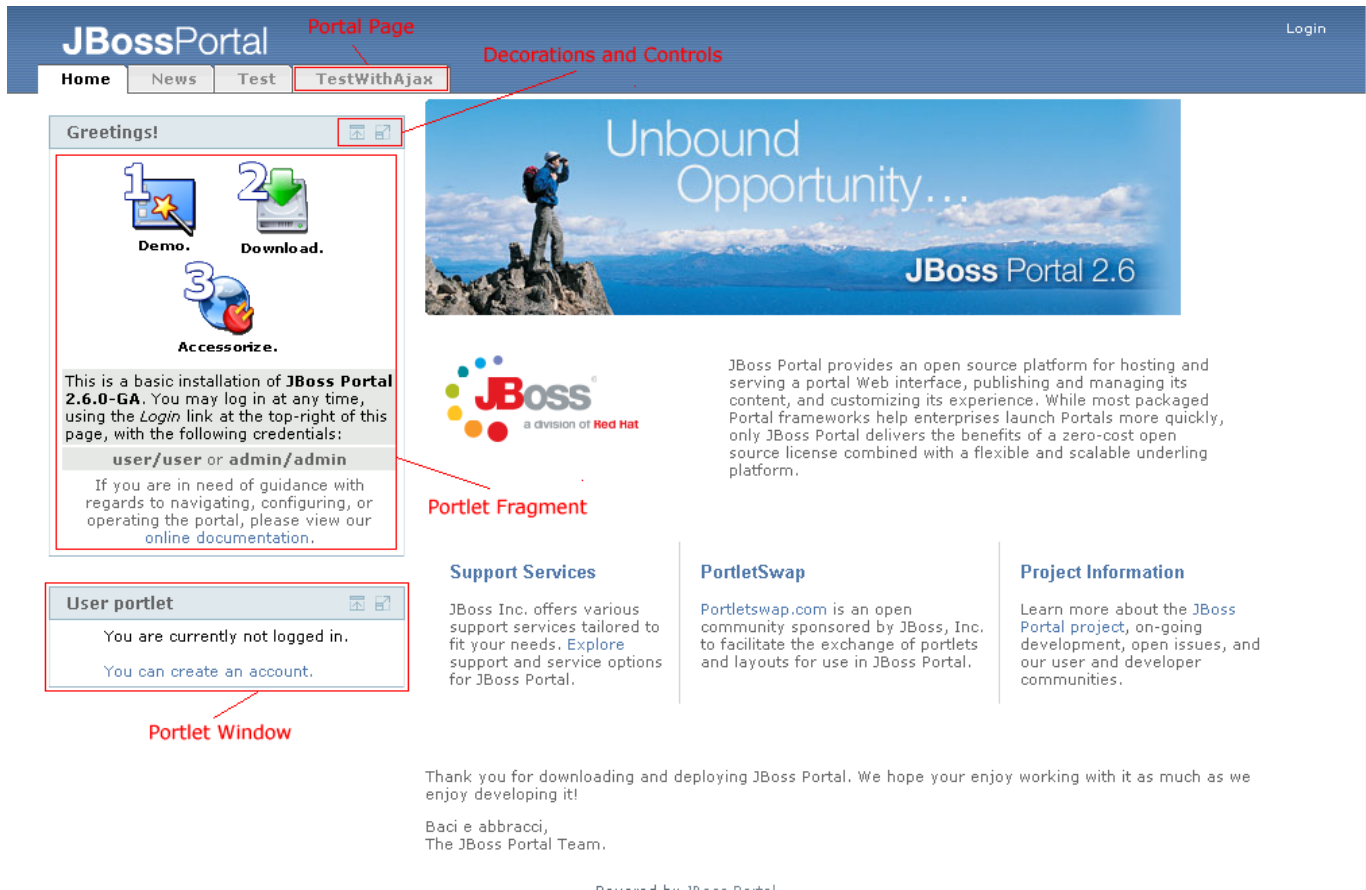 Portal Page
Login
JBossPortal
Decorations and Controls
Home
News
Test
TestWithAjax
Greetings!
1
2
Demo.
Download.
3
Accessorize.
This is a basic installation of JBoss Portal
2.6.0-GA. You may log in at any time,
using the Login link at the top-right of this
page, with the following credentials:
user/user or admin/admin
If you are in need of guidance with
regards to navigating, configuring, or
operating the portal, please view our
online documentation.
Portlet Fragment
User portlet
You are currently not logged in.
You can create an account.
Portlet Window
Unbound
Opportunity...
JBoss Portal 2.6
JBoss
a division of Red Hat
JBoss Portal provides an open source platform for hosting and
serving a portal Web interface, publishing and managing its
content, and customizing its experience. While most packaged
Portal frameworks help enterprises launch Portals more quickly,
only JBoss Portal delivers the benefits of a zero-cost open
source license combined with a flexible and scalable underling
platform.
Support Services
JBoss Inc. offers various
support services tailored to
fit your needs. Explore
support and service options
for JBoss Portal.
PortletSwap
Portletswap.com is an open
community sponsored by JBoss, Inc.
to facilitate the exchange of portlets
and layouts for use in JBoss Portal.
Project Information
Learn more about the JBoss
Portal project, on-going
development, open issues, and
our user and developer
communities.
Thank you for downloading and deploying JBoss Portal. We hope your enjoy working with it as much as we
enjoy developing it!
Baci e abbracci,
The JBoss Portal Team.
Powered by JBoss Portal